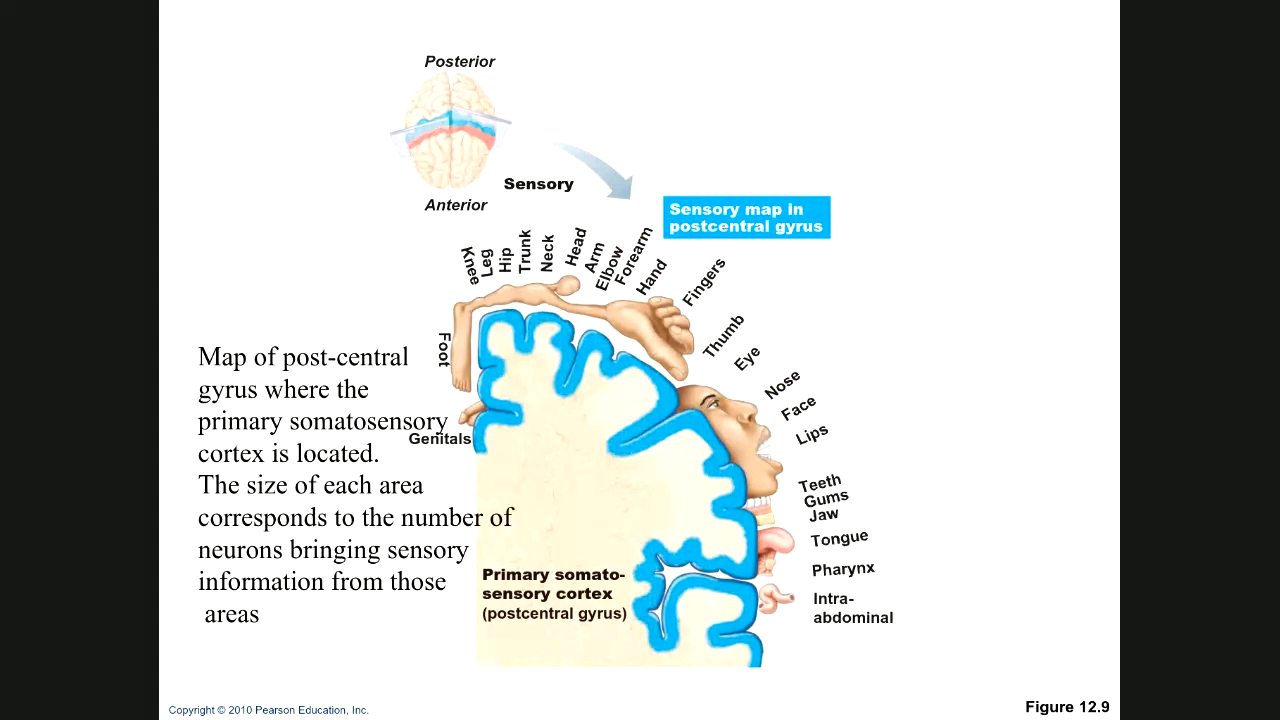 Posterior
Sensory
Anterior
Sensory map in
postcentral gyrus
Knee
Leg
Hip
Trunk
Neck
Head
Arm
Elbow
Forearm
Hand
Fingers
Thumb
Eye
Nose
Face
Lips
Teeth
Gums
Jaw
Tongue
Pharynx
Intra-
abdominal
Foot
Genitals
Map of post-central
gyrus where the
primary somatosensory
cortex is located.
The size of each area
corresponds to the number of
neurons bringing sensory
information from those
areas
Primary somato-
sensory cortex
(postcentral gyrus)
Copyright © 2010 Pearson Education, Inc.
Figure 12.9